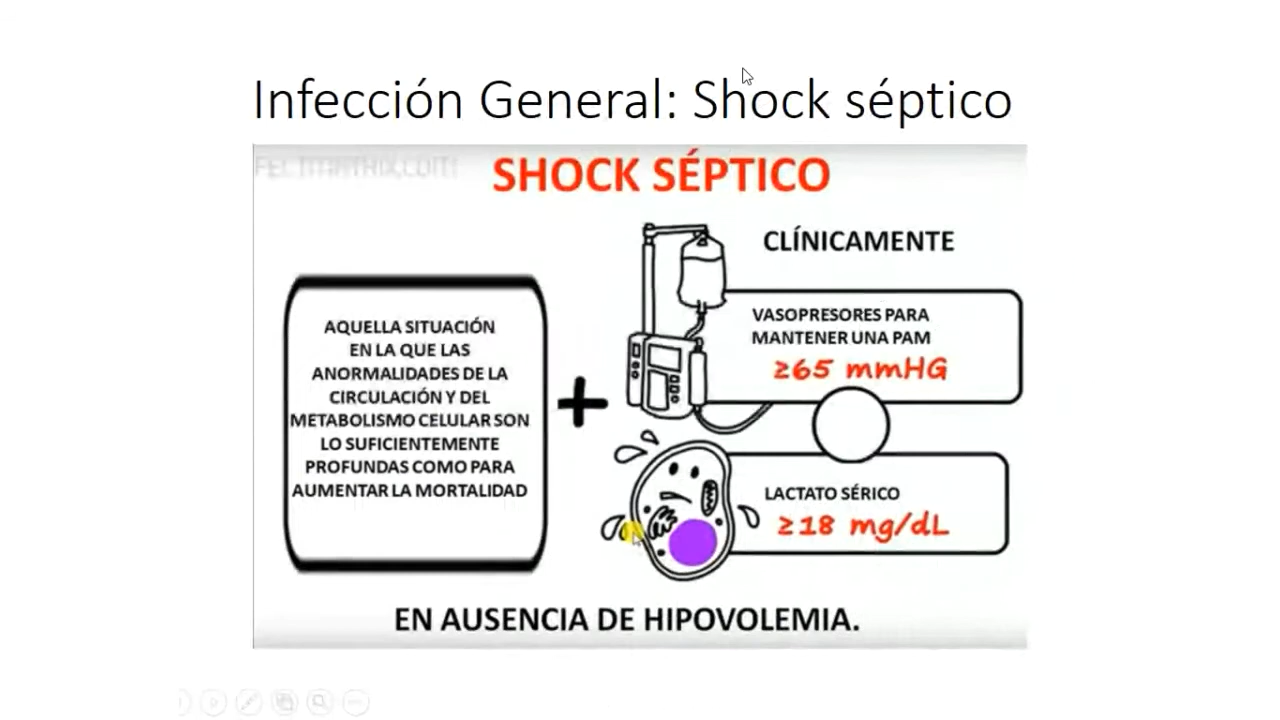 Infección General: Shock séptico
SHOCK SÉPTICO
CLÍNICAMENTE
AQUELLA SITUACIÓN
EN LA QUE LAS
ANORMALIDADES DE LA
CIRCULACIÓN Y DEL
METABOLISMO CELULAR SON
LO SUFICIENTEMENTE
PROFUNDAS COMO PARA
AUMENTAR LA MORTALIDAD
+
VASOPRESORES PARA
MANTENER UNA PAM
≥65 mmHG
LACTATO SÉRICO
≥18 mg/dL
EN AUSENCIA DE HIPOVOLEMIA.